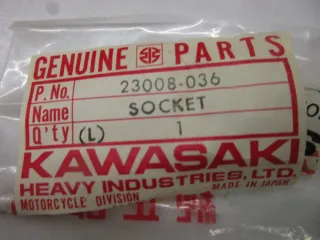 GENUINE PARTS
P. No. 23008-036
Name SOCKET
Q'ty (L) 1
KAWASAKI
HEAVY INDUSTRIES, LTD.
MOTORCYCLE DIVISION MADE IN JAPAN